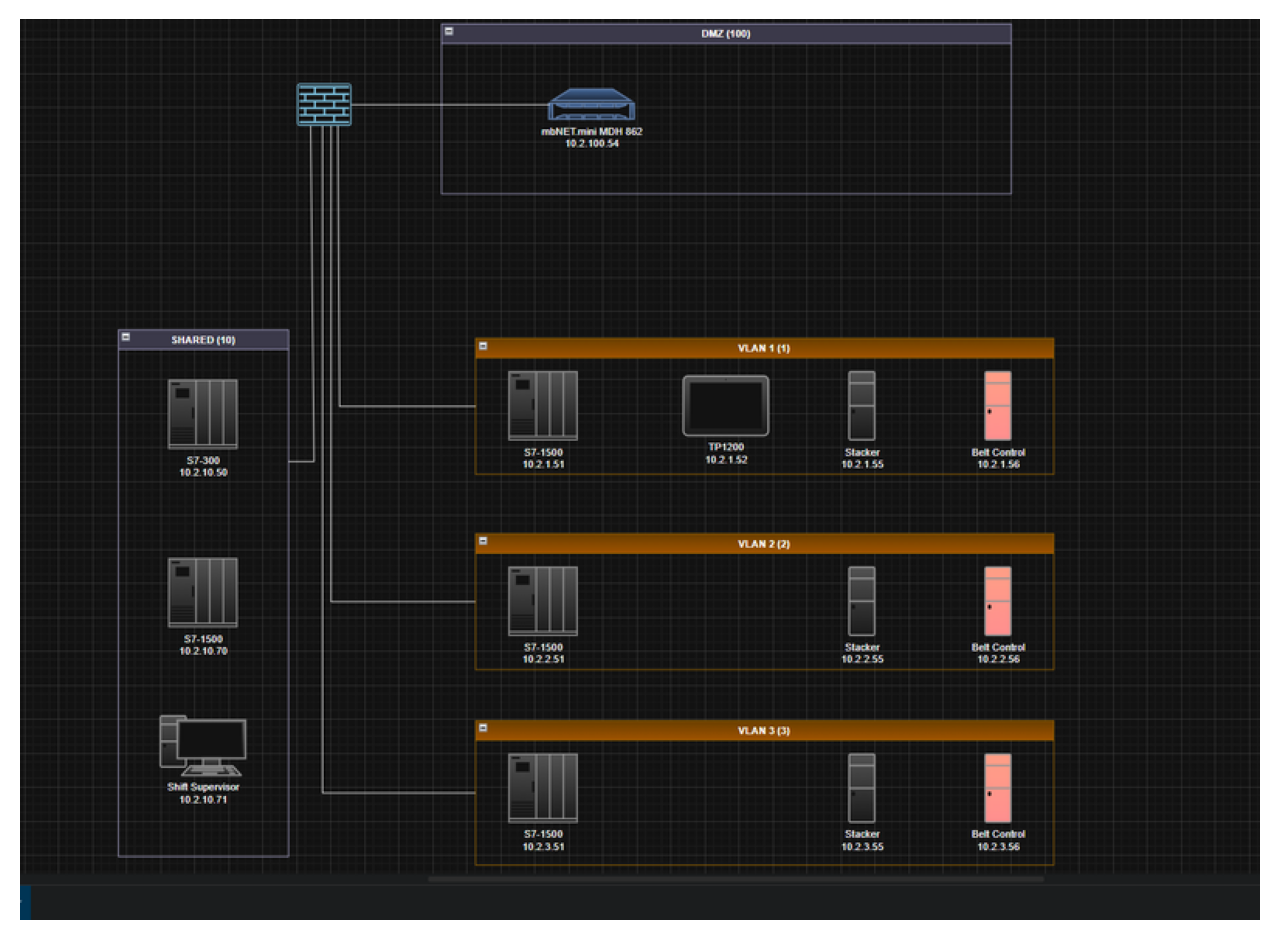 DMZ (100)
mbNET.mini MDH 862
10.2.100.54
SHARED (10)
S7-300
10.2.10.50
S7-1500
10.2.10.70
Shift Supervisor
10.2.10.71
VLAN 1 (1)
S7-1500
10.2.1.51
TP1200
10.2.1.52
Stacker
10.2.1.55
Belt Control
10.2.1.56
VLAN 2 (2)
S7-1500
10.2.2.51
Stacker
10.2.2.55
Belt Control
10.2.2.56
VLAN 3 (3)
S7-1500
10.2.3.51
Stacker
10.2.3.55
Belt Control
10.2.3.56